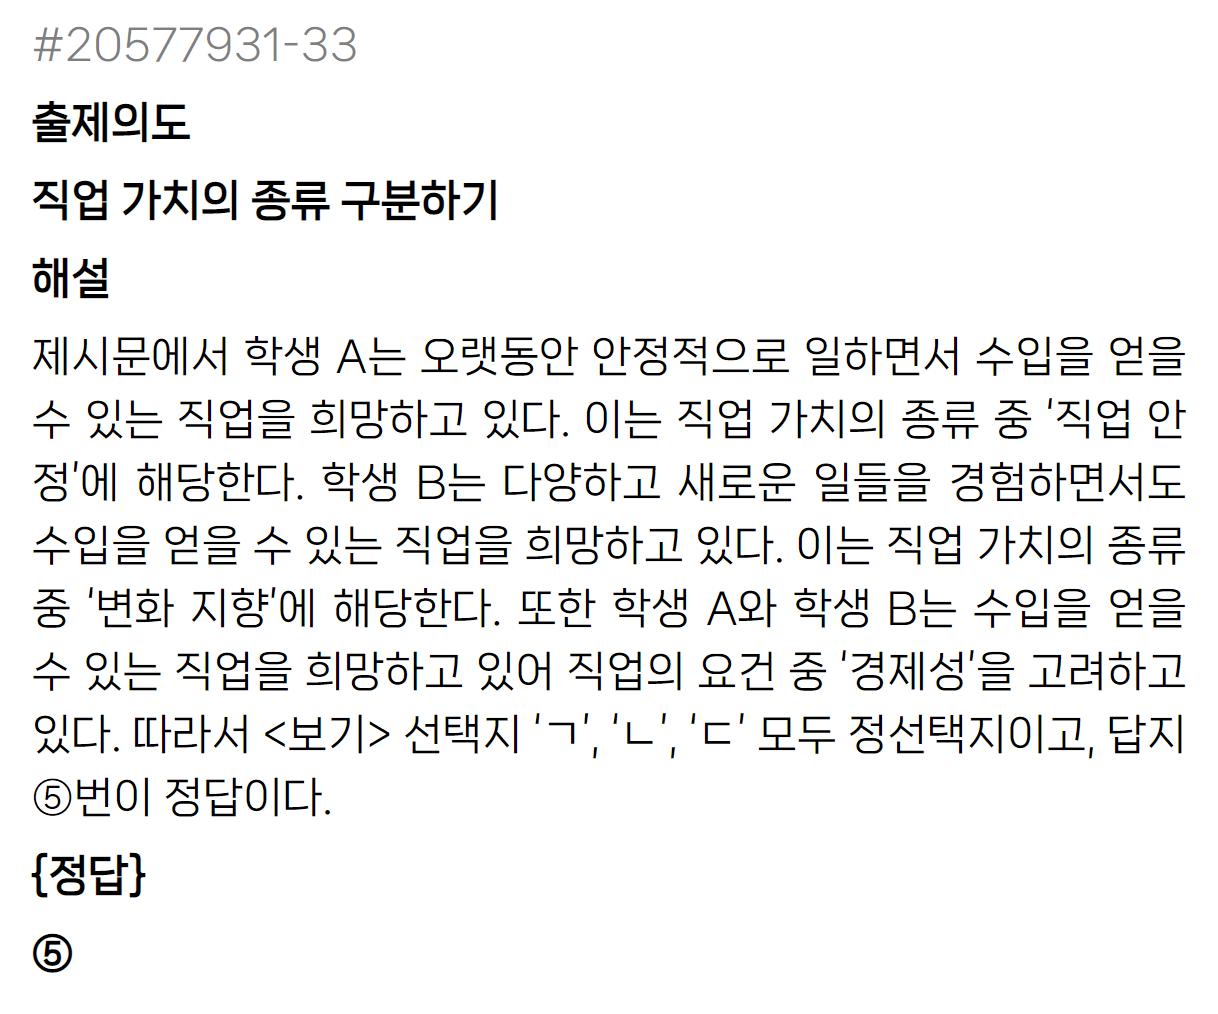 #20577931-33
출제의도
직업 가치의 종류 구분하기
해설
제시문에서 학생 A는 오랫동안 안정적으로 일하면서 수입을 얻을
수 있는 직업을 희망하고 있다. 이는 직업 가치의 종류 중 '직업 안
정'에 해당한다. 학생 B는 다양하고 새로운 일들을 경험하면서도
수입을 얻을 수 있는 직업을 희망하고 있다. 이는 직업 가치의 종류
중 '변화 지향'에 해당한다. 또한 학생 A와 학생 B는 수입을 얻을
수 있는 직업을 희망하고 있어 직업의 요건 중 '경제성'을 고려하고
있다. 따라서 <보기> 선택지 'ㄱ', 'ㄴ', 'ㄷ' 모두 정선택지이고, 답지
⑤번이 정답이다.
{정답}
⑤